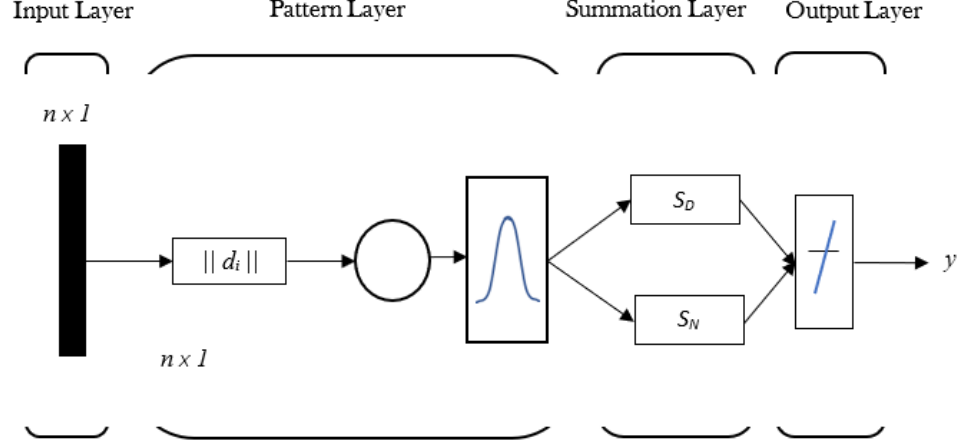 Input Layer
Pattern Layer
Summation Layer
Output Layer
n x 1
|| di ||
SD
SN
y
n x 1